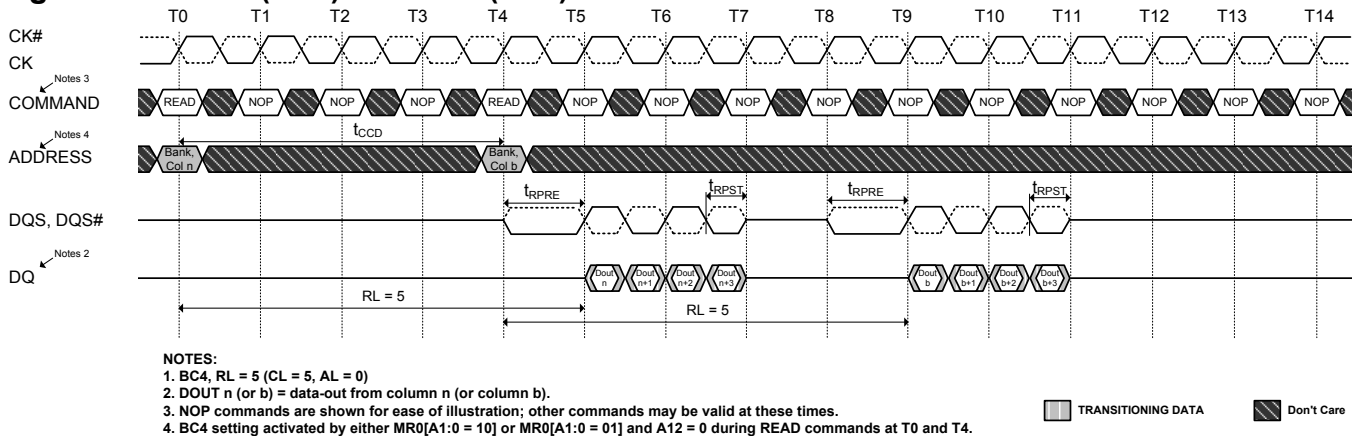 T0 T1 T2 T3 T4 T5 T6 T7 T8 T9 T10 T11 T12 T13 T14
CK#
CK
Notes 3
COMMAND READ NOP NOP NOP READ NOP NOP NOP NOP NOP NOP NOP NOP NOP NOP
tCCD
Notes 4
ADDRESS Bank, Col n Bank, Col b
tRPRE tRPST tRPRE tRPST
DQS, DQS#
Notes 2
DQ Dout n Dout n+1 Dout n+2 Dout n+3 Dout b Dout b+1 Dout b+2 Dout b+3
RL = 5
RL = 5
NOTES:
1. BC4, RL = 5 (CL = 5, AL = 0)
2. DOUT n (or b) = data-out from column n (or column b).
3. NOP commands are shown for ease of illustration; other commands may be valid at these times.
4. BC4 setting activated by either MR0[A1:0 = 10] or MR0[A1:0 = 01] and A12 = 0 during READ commands at T0 and T4.
TRANSITIONING DATA
Don't Care